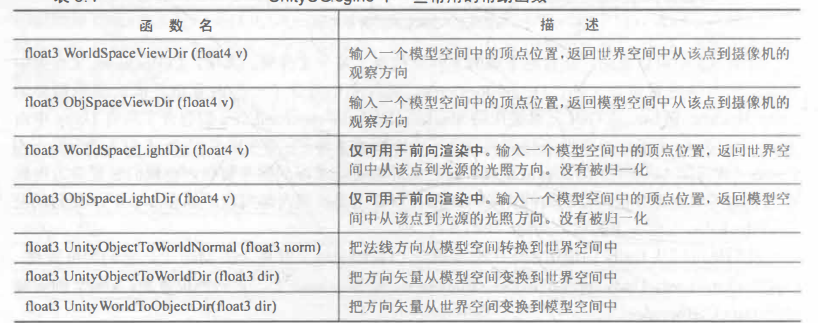 函 数 名 描 述
float3 WorldSpaceViewDir (float4 v) 输入一个模型空间中的顶点位置,返回世界空间中从该点到摄像机的
观察方向
float3 ObjSpaceViewDir (float4 v) 输入一个模型空间中的顶点位置,返回模型空间中从该点到摄像机的
观察方向
float3 WorldSpaceLightDir (float4 v) 仅可用于前向渲染中。输入一个模型空间中的顶点位置,返回世界空
间中从该点到光源的光照方向。没有被归一化
float3 ObjSpaceLightDir (float4 v) 仅可用于前向渲染中。输入一个模型空间中的顶点位置,返回模型空
间中从该点到光源的光照方向。没有被归一化
float3 UnityObjectToWorldNormal (float3 norm) 把法线方向从模型空间转换到世界空间中
float3 UnityObjectToWorldDir (float3 dir) 把方向矢量从模型空间变换到世界空间中
float3 UnityWorldToObjectDir(float3 dir) 把方向矢量从世界空间变换到模型空间中